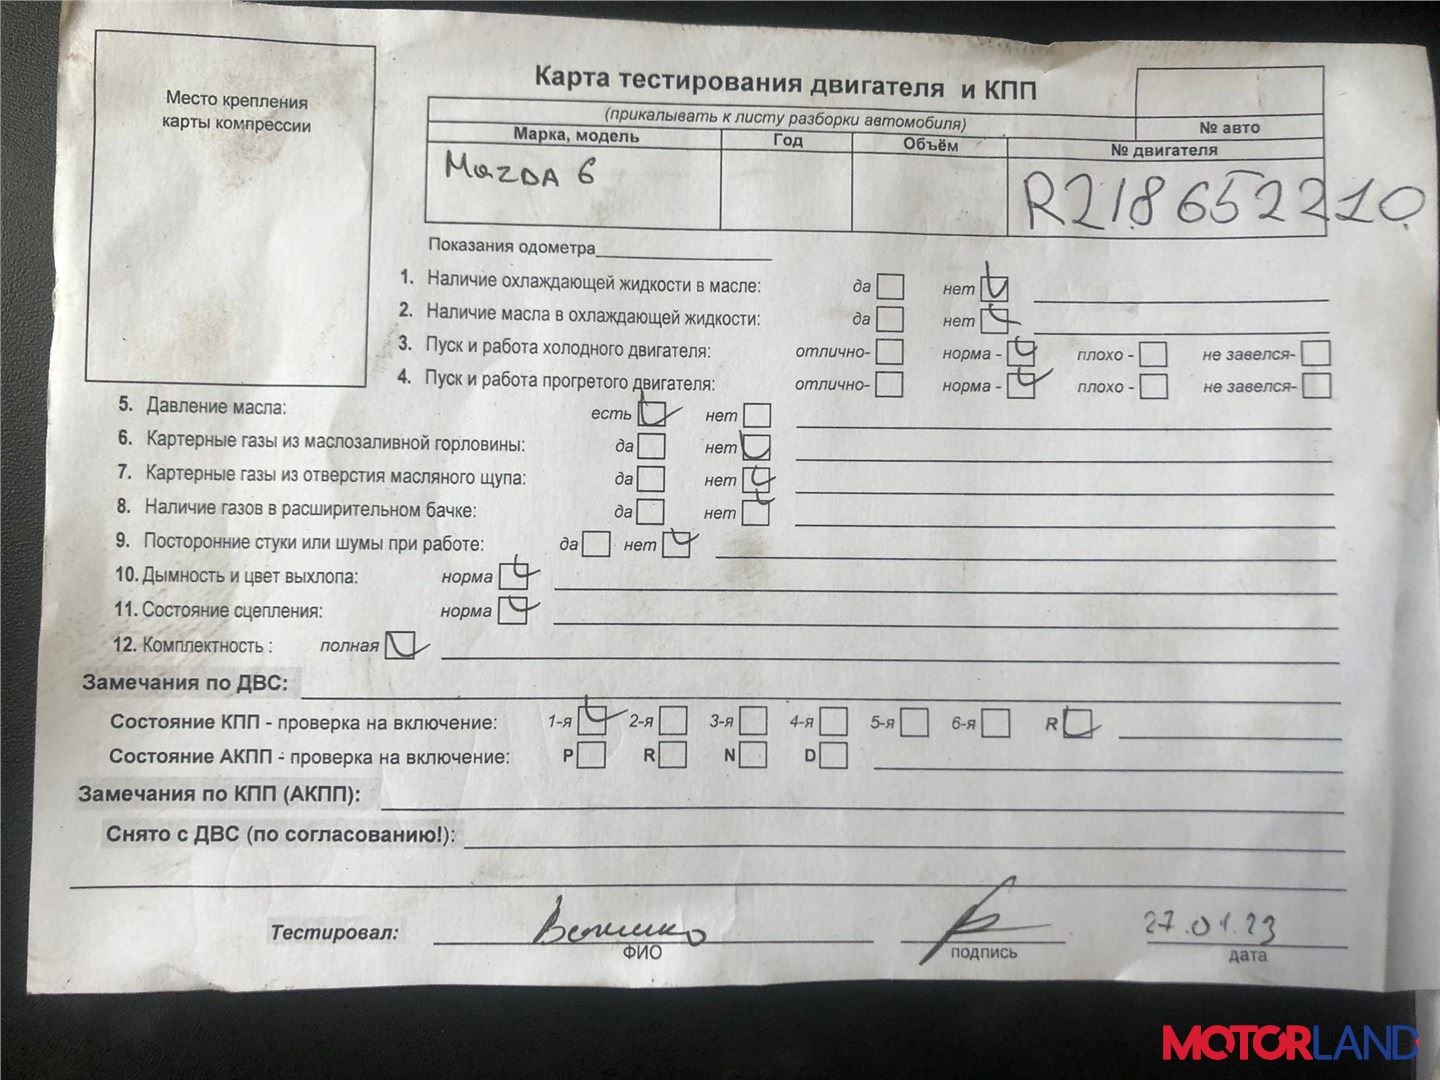 Место крепления
карты компрессии
Карта тестирования двигателя и КПП
(прикалывать к листу разборки автомобиля)
№ авто
Марка, модель Год Объём № двигателя
MAZDA 6 R218652210
Показания одометра
1. Наличие охлаждающей жидкости в масле: да нет
2. Наличие масла в охлаждающей жидкости: да нет
3. Пуск и работа холодного двигателя: отлично- норма - плохо - не завелся-
4. Пуск и работа прогретого двигателя: отлично- норма - плохо - не завелся-
5. Давление масла: есть нет
6. Картерные газы из маслозаливной горловины: да нет
7. Картерные газы из отверстия масляного щупа: да нет
8. Наличие газов в расширительном бачке: да нет
9. Посторонние стуки или шумы при работе: да нет
10. Дымность и цвет выхлопа: норма
11. Состояние сцепления: норма
12. Комплектность : полная
Замечания по ДВС:
Состояние КПП - проверка на включение: 1-я 2-я 3-я 4-я 5-я 6-я R
Состояние АКПП - проверка на включение: P R N D
Замечания по КПП (АКПП):
Снято с ДВС (по согласованию!):
Тестировал: 27.01.23
ФИО подпись дата
MOTORLAND